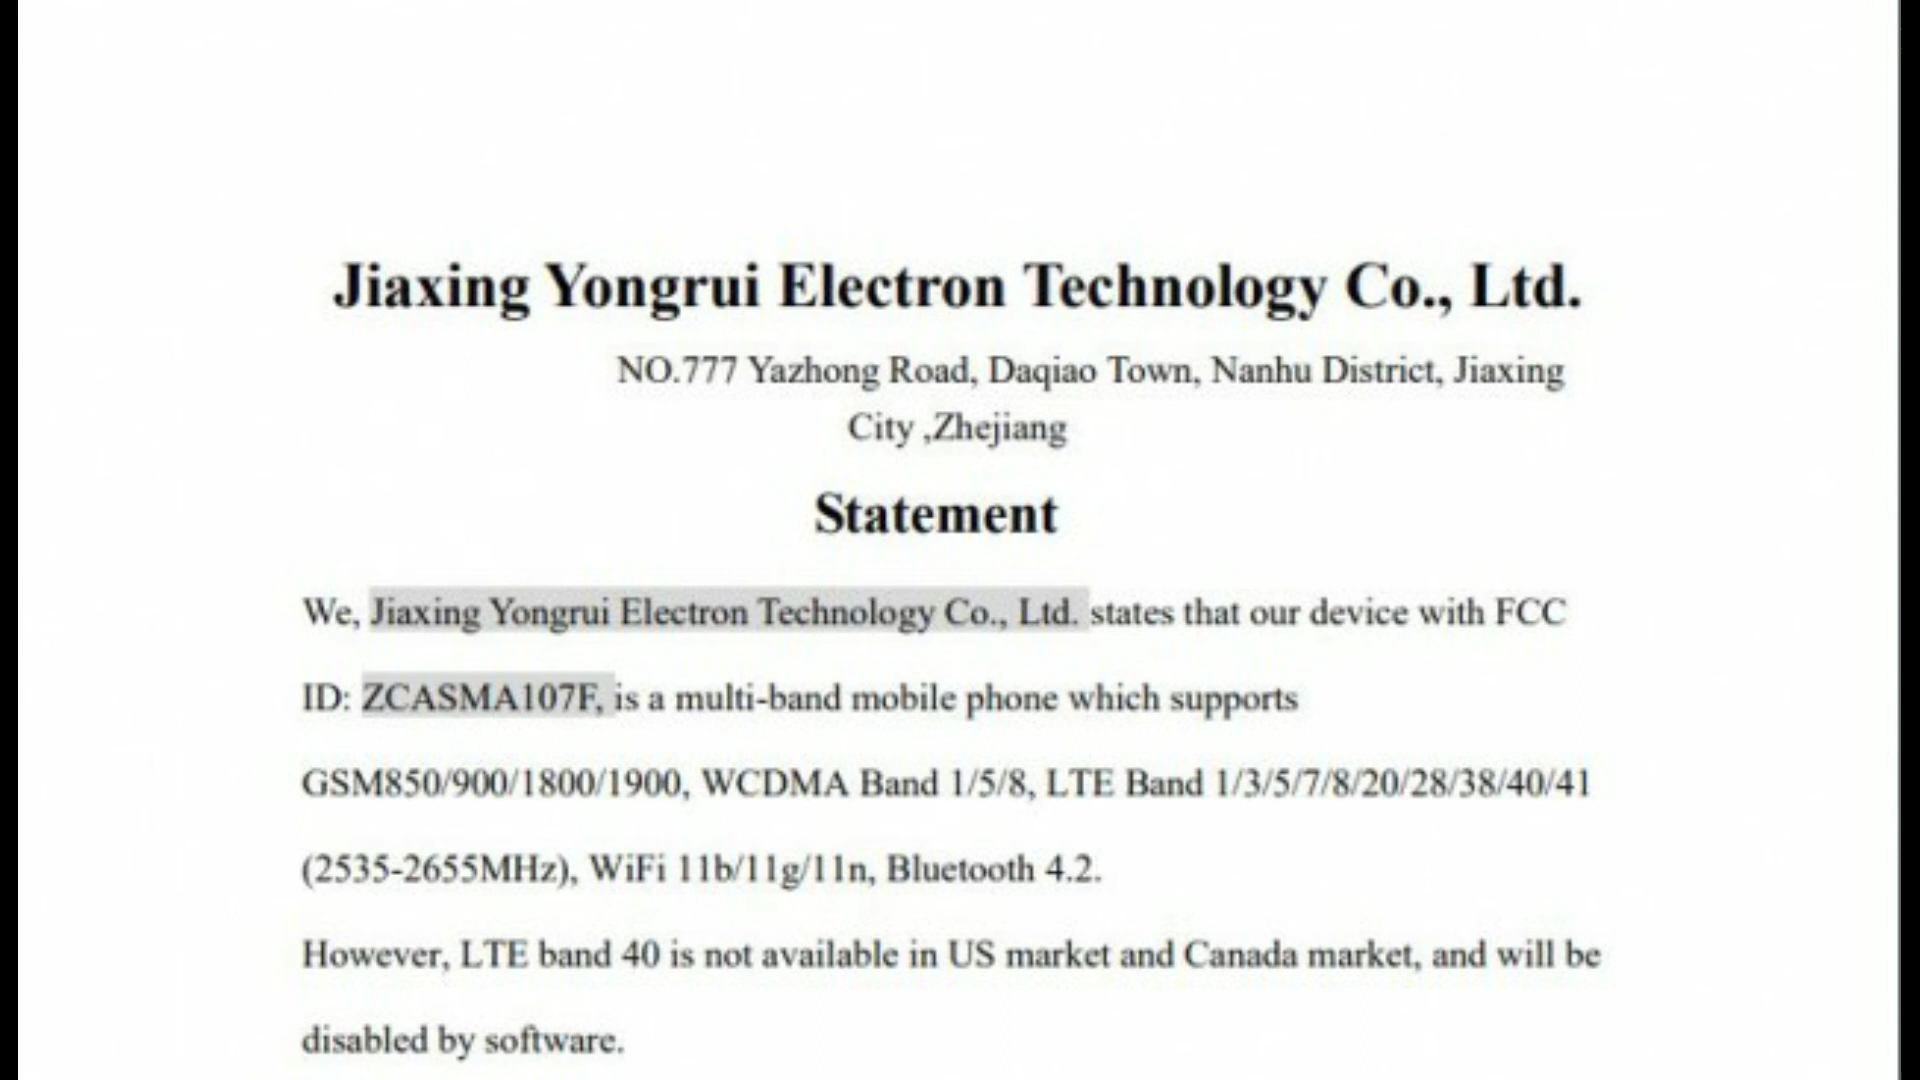 Jiaxing Yongrui Electron Technology Co., Ltd.
NO.777 Yazhong Road, Daqiao Town, Nanhu District, Jiaxing
City ,Zhejiang
Statement
We, Jiaxing Yongrui Electron Technology Co., Ltd. states that our device with FCC
ID: ZCASMA107F, is a multi-band mobile phone which supports
GSM850/900/1800/1900, WCDMA Band 1/5/8, LTE Band 1/3/5/7/8/20/28/38/40/41
(2535-2655MHz), WiFi 11b/11g/11n, Bluetooth 4.2.
However, LTE band 40 is not available in US market and Canada market, and will be
disabled by software.